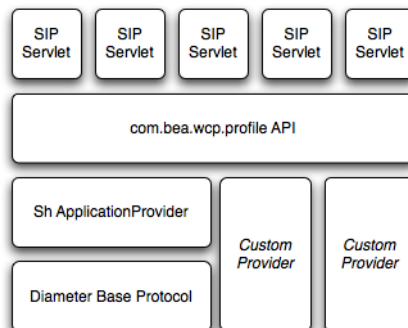 SIP
Servlet
SIP
Servlet
SIP
Servlet
SIP
Servlet
SIP
Servlet
com.bea.wcp.profile API
Sh ApplicationProvider
Custom
Provider
Custom
Provider
Diameter Base Protocol